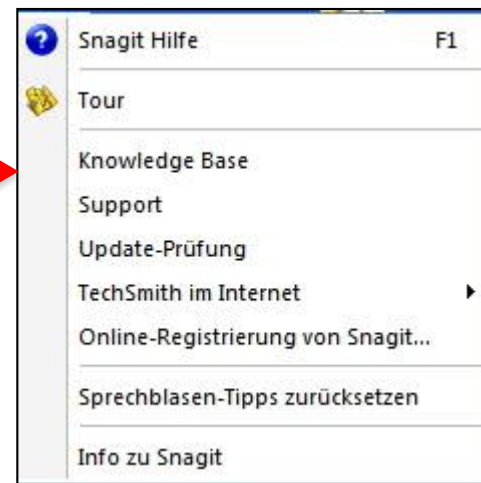 Snagit Hilfe F1
Tour
Knowledge Base
Support
Update-Prüfung
TechSmith im Internet
Online-Registrierung von Snagit...
Sprechblasen-Tipps zurücksetzen
Info zu Snagit